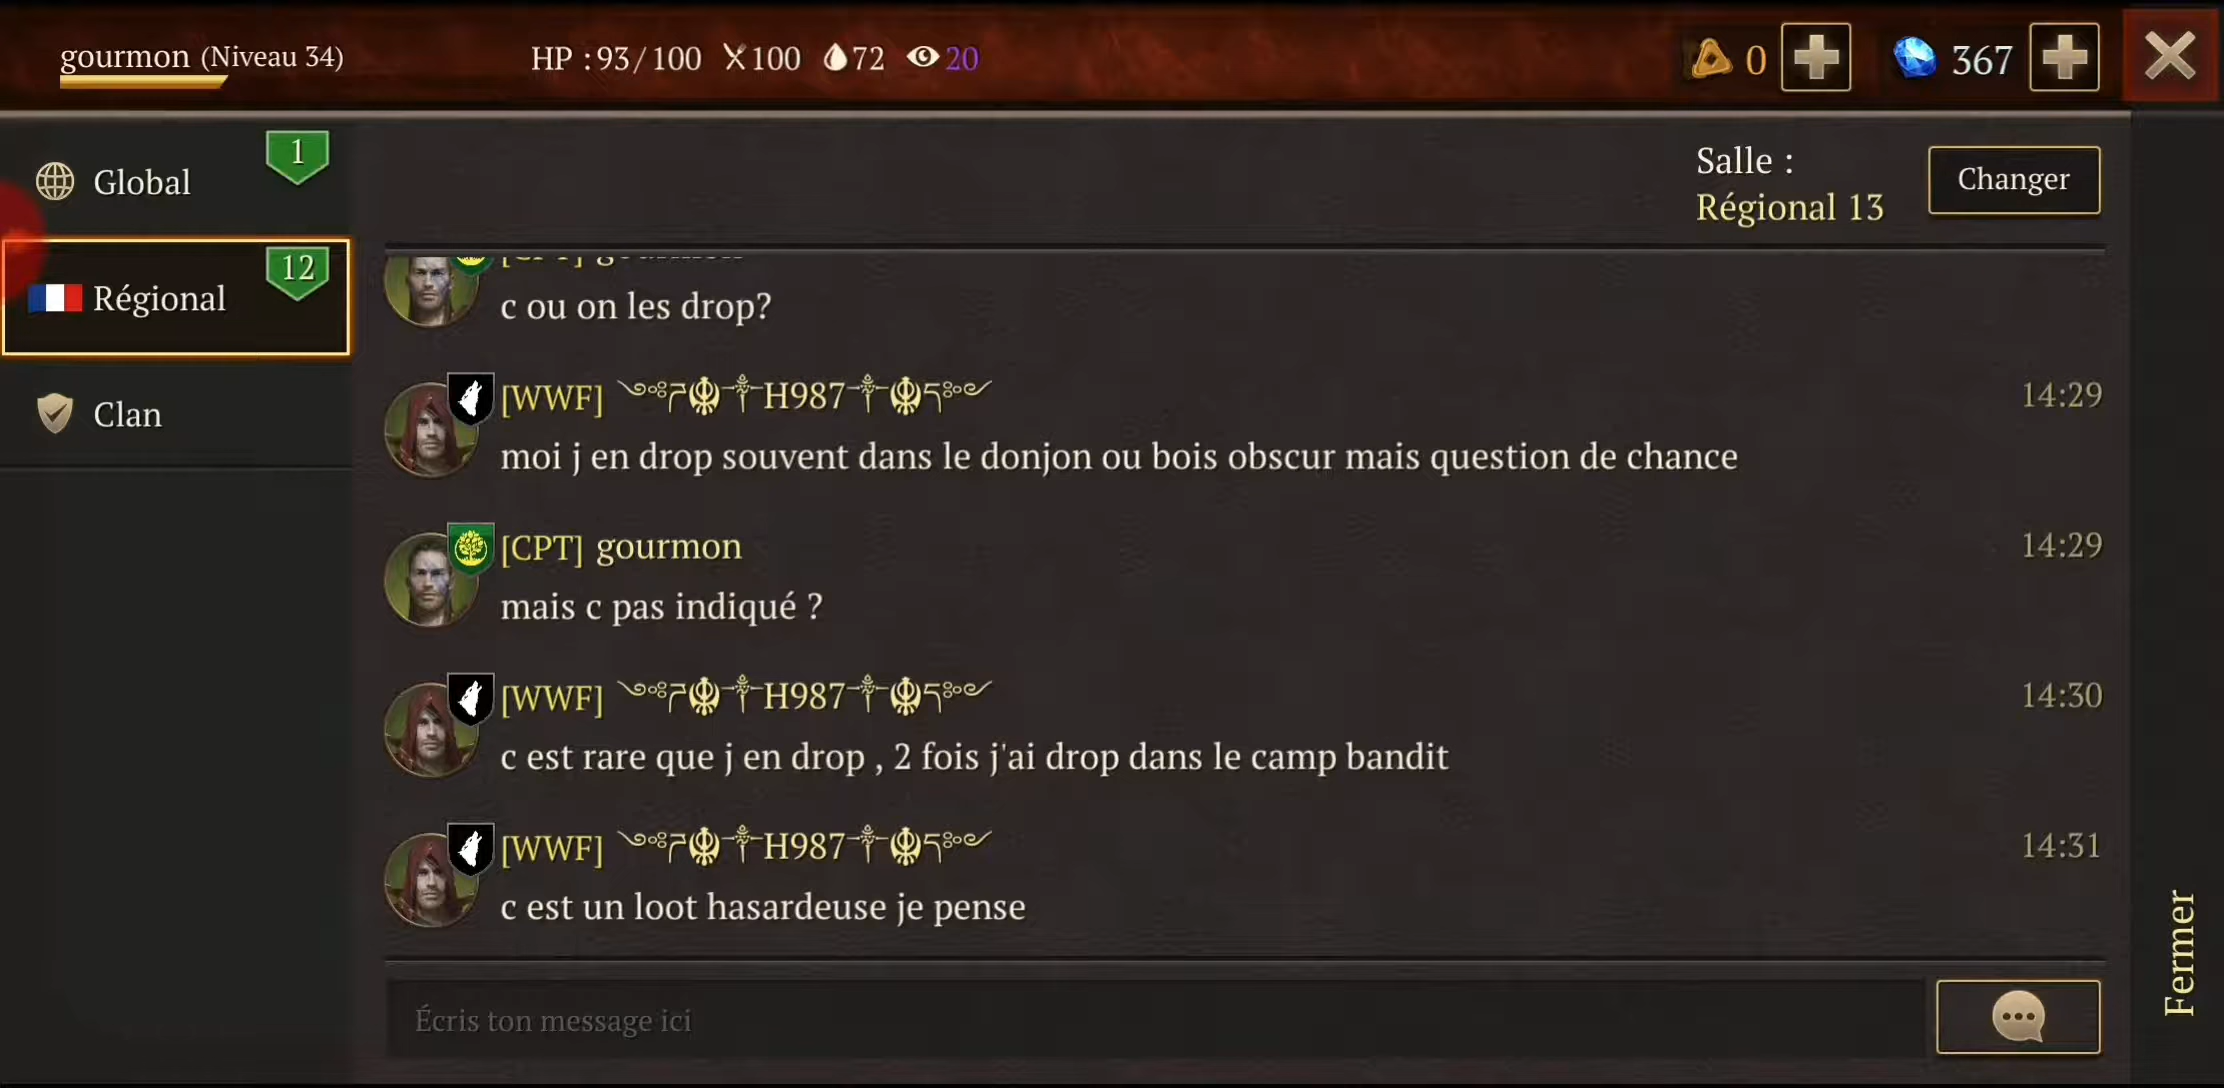 gourmon (Niveau 34)
HP : 93/100 100 72 20
0
367
Global
1
Régional
12
Clan
Salle :
Régional 13
Changer
c ou on les drop?
[WWF] H987
14:29
moi j en drop souvent dans le donjon ou bois obscur mais question de chance
[CPT] gourmon
14:29
mais c pas indiqué ?
[WWF] H987
14:30
c est rare que j en drop , 2 fois j'ai drop dans le camp bandit
[WWF] H987
14:31
c est un loot hasardeuse je pense
Écris ton message ici
Fermer